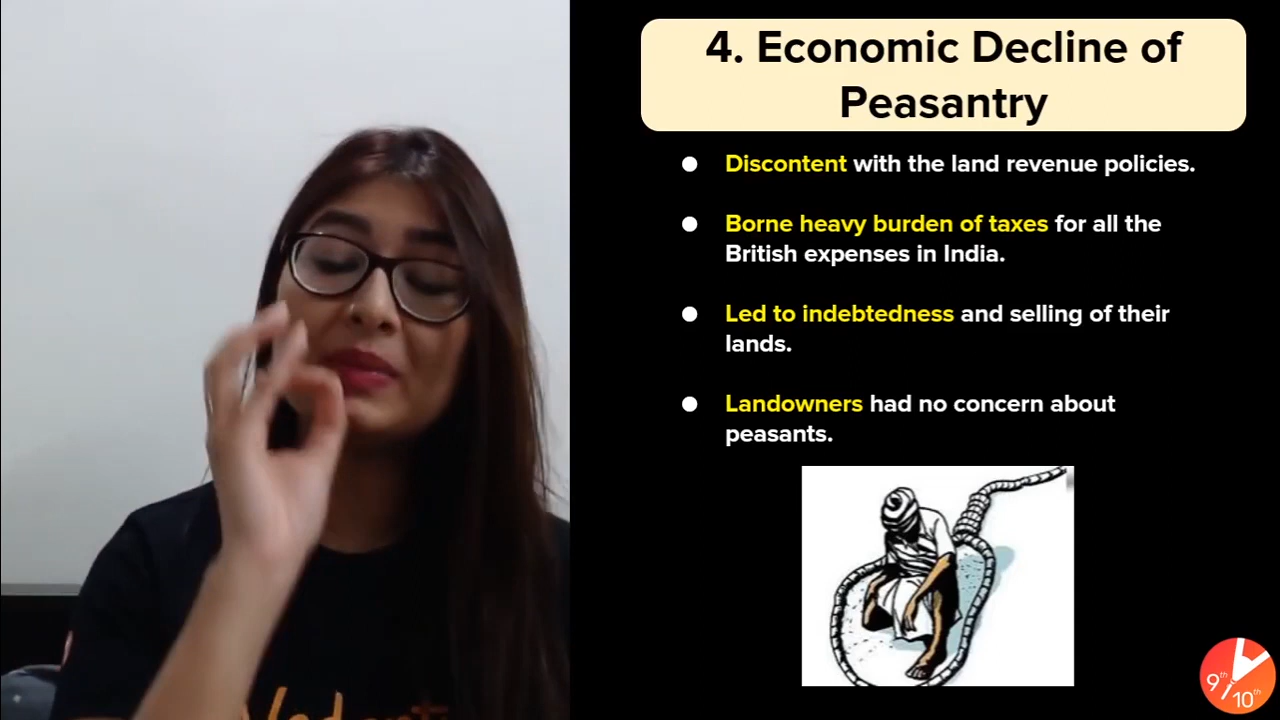 4. Economic Decline of
Peasantry
● Discontent with the land revenue policies.
● Borne heavy burden of taxes for all the
British expenses in India.
● Led to indebtedness and selling of their
lands.
● Landowners had no concern about
peasants.
9th
10th